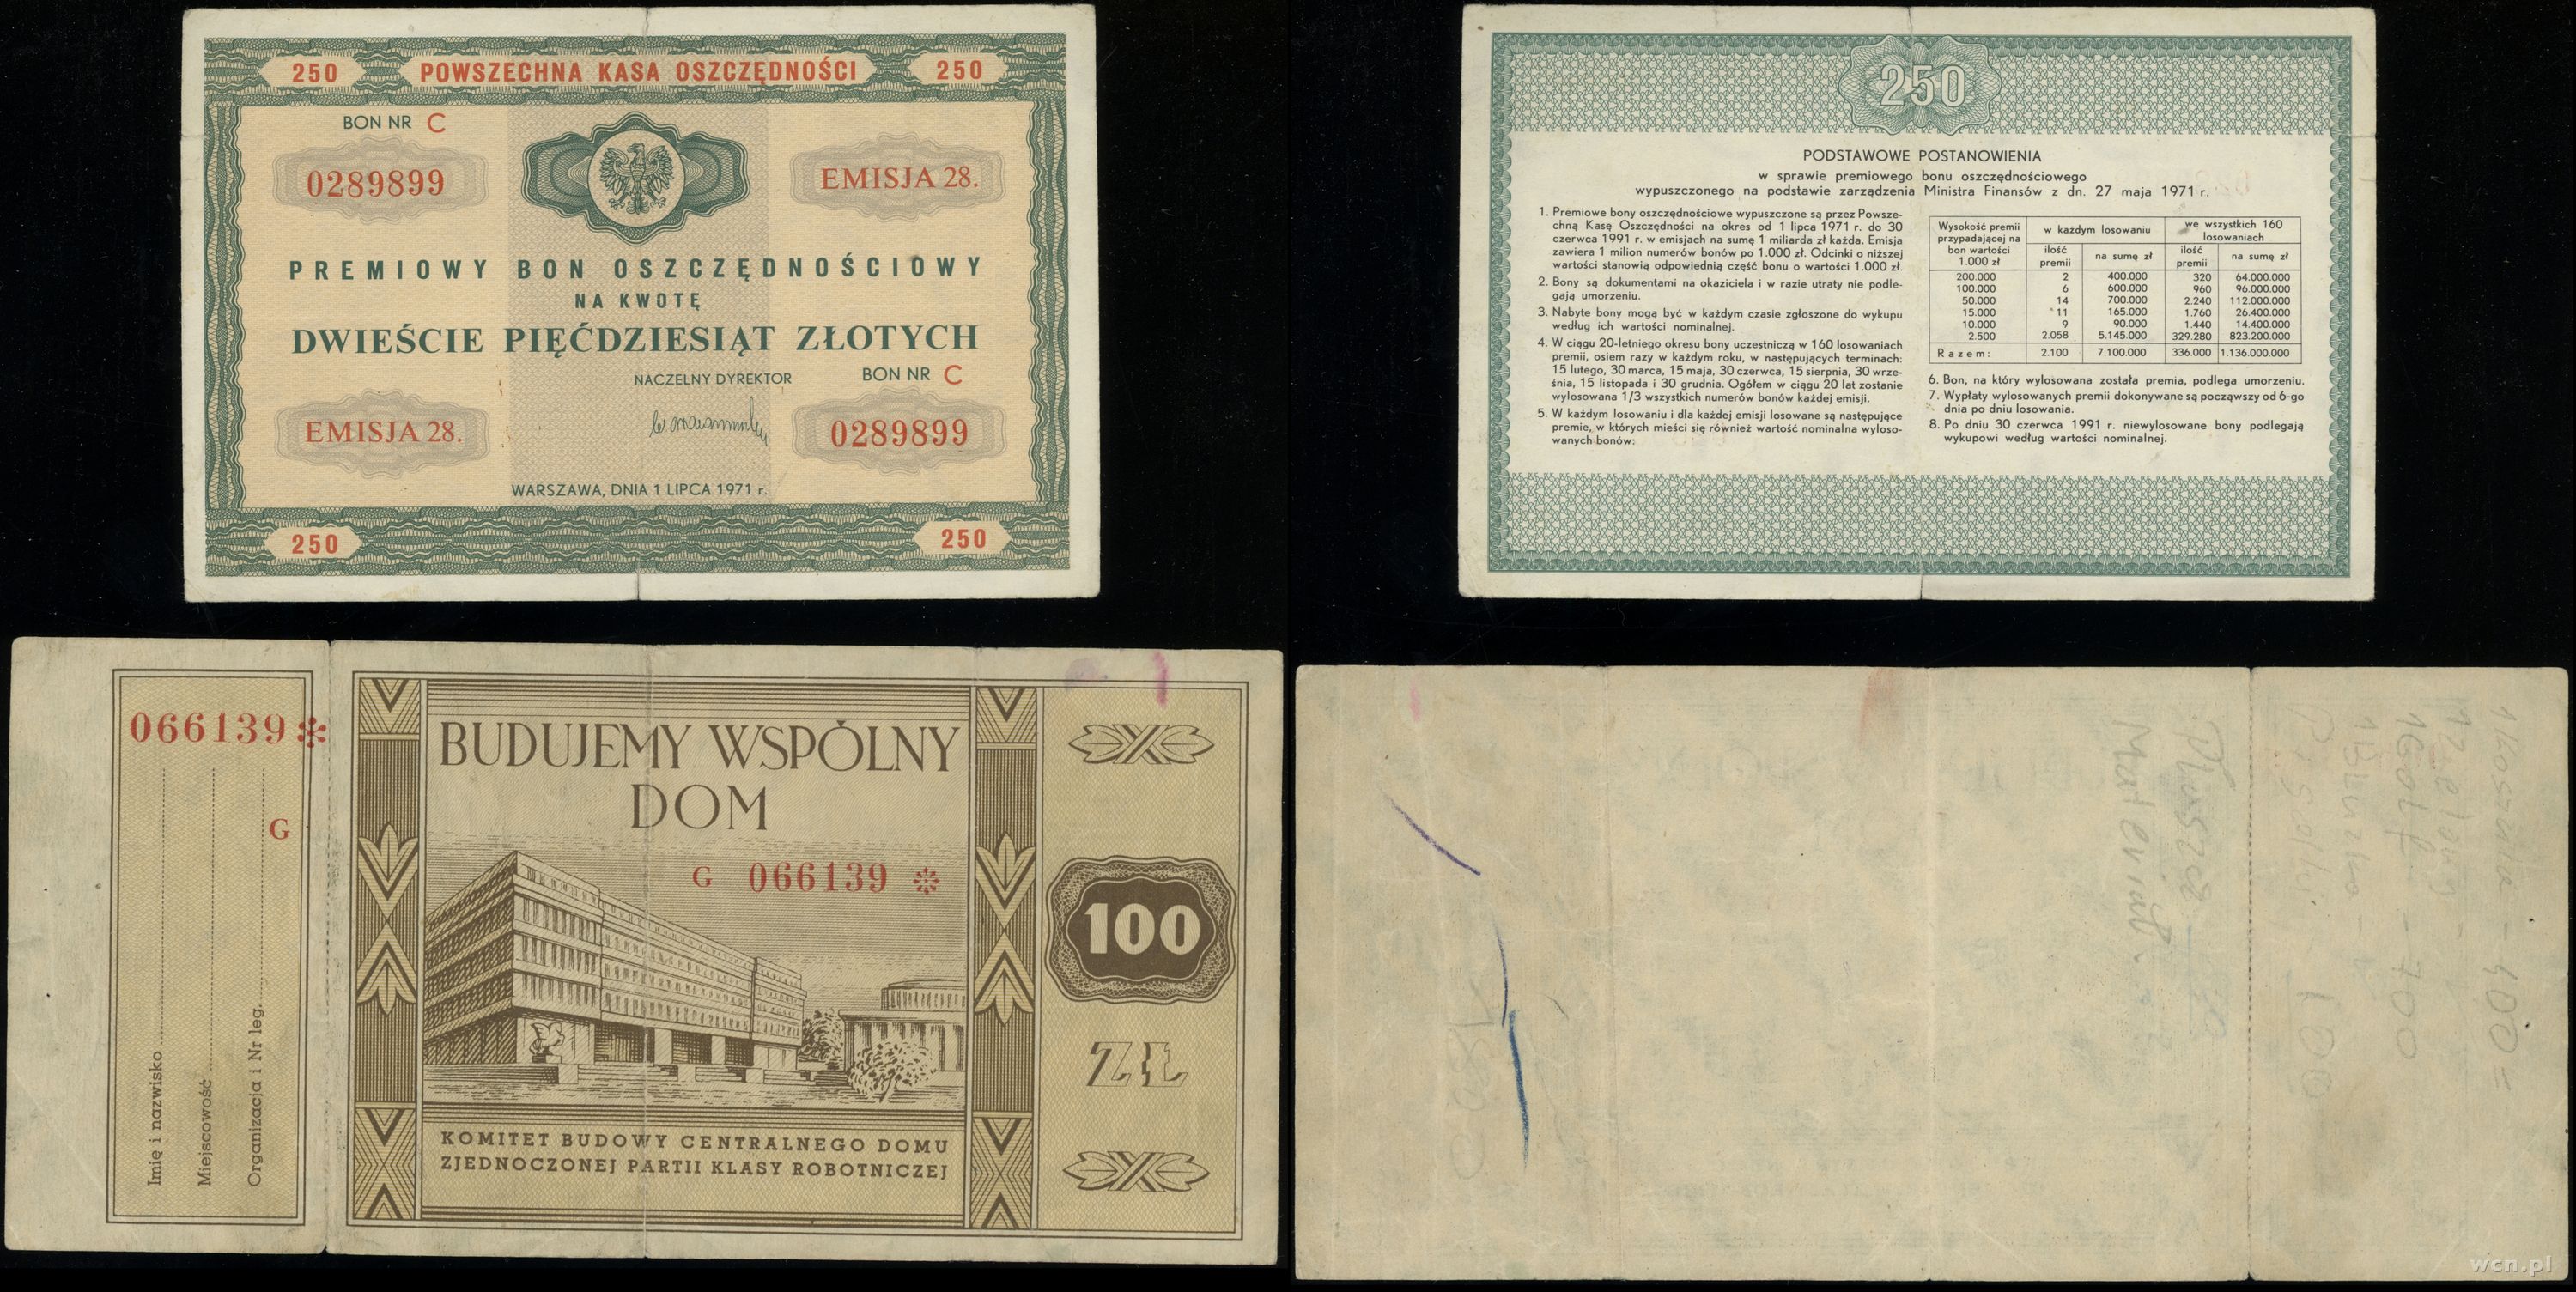 250 POWSZECHNA KASA OSZCZĘDNOŚCI 250
BON NR C
0289899
EMISJA 28.
PREMIOWY BON OSZCZĘDNOŚCIOWY
NA KWOTĘ
DWIEŚCIE PIĘĆDZIESIĄT ZŁOTYCH
NACZELNY DYREKTOR
BON NR C
EMISJA 28.
0289899
WARSZAWA, DNIA 1 LIPCA 1971 r.
250
250
250
PODSTAWOWE POSTANOWIENIA
w sprawie premiowego bonu oszczędnościowego
wypuszczonego na podstawie zarządzenia Ministra Finansów z dn. 27 maja 1971 r.
1. Premiowe bony oszczędnościowe wypuszczone są przez Powsze-
chną Kasę Oszczędności na okres od 1 lipca 1971 r. do 30
czerwca 1991 r. w emisjach na sumę 1 miliarda zł każda. Emisja
zawiera 1 milion numerów bonów po 1.000 zł. Odcinki o niższej
wartości stanowią odpowiednią część bonu o wartości 1.000 zł.
2. Bony są dokumentami na okaziciela i w razie utraty nie podle-
gają umorzeniu.
3. Nabyte bony mogą być w każdym czasie zgłoszone do wykupu
według ich wartości nominalnej.
4. W ciągu 20-letniego okresu bony uczestniczą w 160 losowaniach
premii, osiem razy w każdym roku, w następujących terminach:
15 lutego, 30 marca, 15 maja, 30 czerwca, 15 sierpnia, 30 wrze-
śnia, 15 listopada i 30 grudnia. Ogółem w ciągu 20 lat zostanie
wylosowana 1/3 wszystkich numerów bonów każdej emisji.
5. W każdym losowaniu i dla każdej emisji losowane są następujące
premie, w których mieści się również wartość nominalna wyloso-
wanych bonów:
Wysokość premii
przypadającej na
bon wartości
1.000 zł
w każdym losowaniu
we wszystkich 160
losowaniach
ilość
premii
na sumę zł
ilość
premii
na sumę zł
200.000 2 400.000 320 64.000.000
100.000 6 600.000 960 96.000.000
50.000 14 700.000 2.240 112.000.000
15.000 11 165.000 1.760 26.400.000
10.000 9 90.000 1.440 14.400.000
2.500 2.058 5.145.000 329.280 823.200.000
Razem: 2.100 7.100.000 336.000 1.136.000.000
6. Bon, na który wylosowana została premia, podlega umorzeniu.
7. Wypłaty wylosowanych premii dokonywane są począwszy od 6-go
dnia po dniu losowania.
8. Po dniu 30 czerwca 1991 r. niewylosowane bony podlegają
wykupowi według wartości nominalnej.
066139 *
G
Imię i nazwisko
Miejscowość
Organizacja i Nr leg.
BUDUJEMY WSPÓLNY
DOM
G 066139 *
100
ZŁ
KOMITET BUDOWY CENTRALNEGO DOMU
ZJEDNOCZONEJ PARTII KLASY ROBOTNICZEJ
wcn.pl